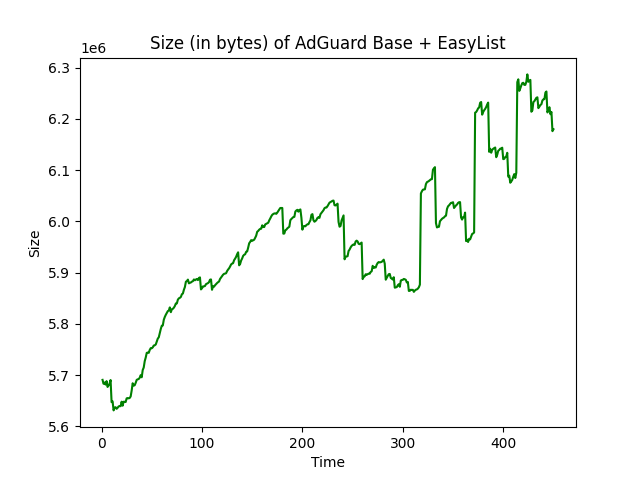 Size (in bytes) of AdGuard Base + EasyList
1e6
6.3
6.2
6.1
6.0
5.9
5.8
5.7
5.6
Size
0 100 200 300 400
Time